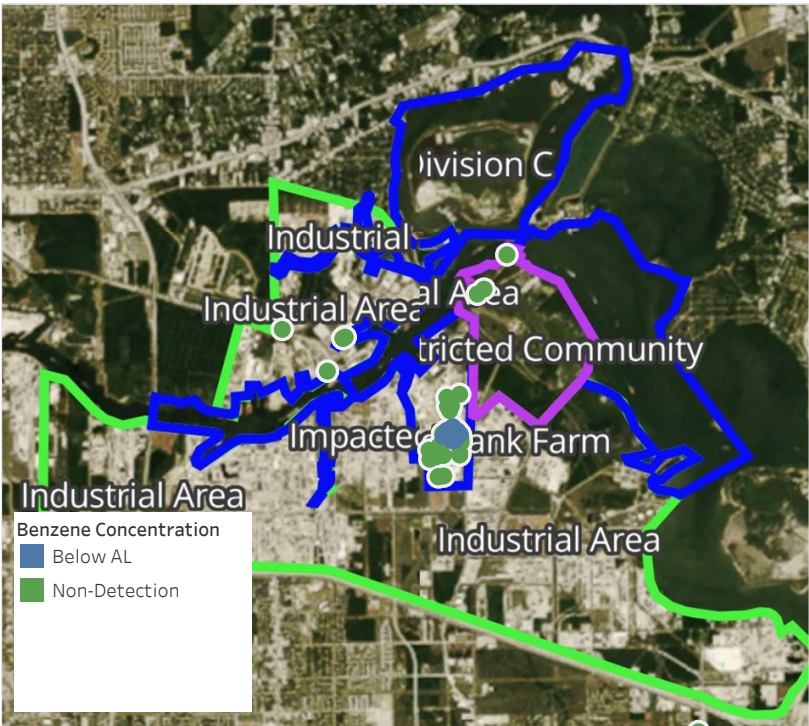 Division C
Industrial
Industrial Area
al Area
tricted Community
Impacted Tank Farm
Industrial Area
Industrial Area
Benzene Concentration
Below AL
Non-Detection